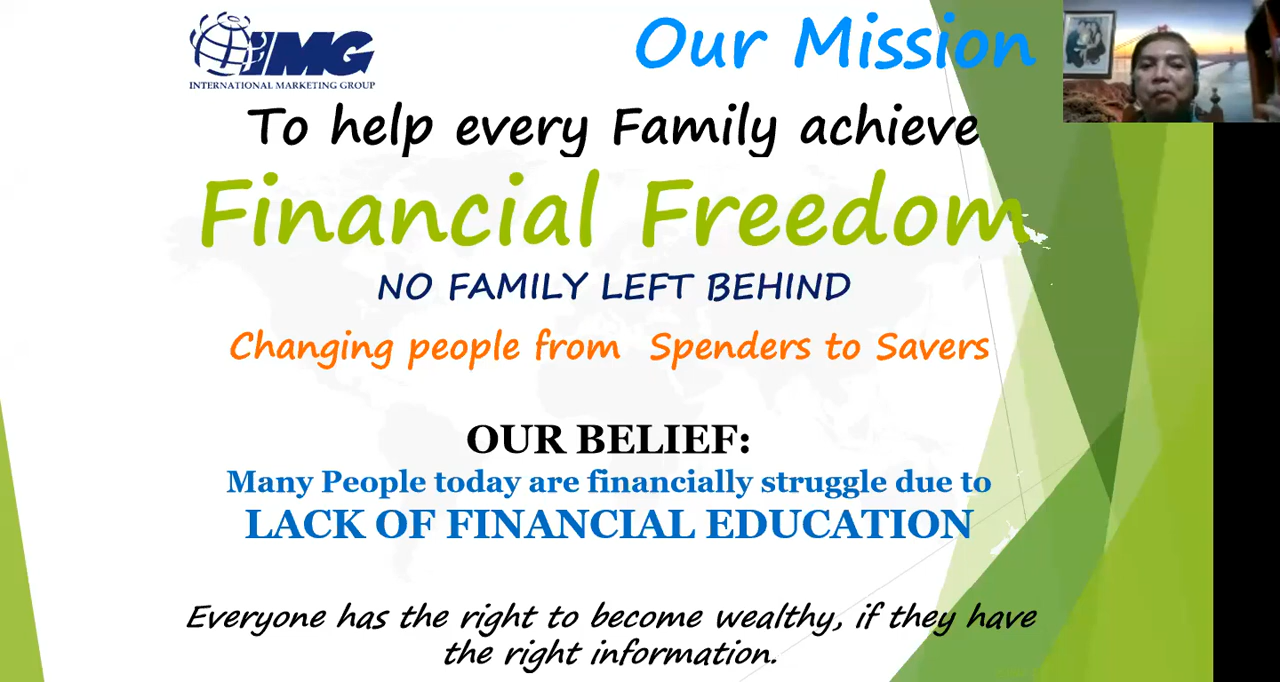 IMG
INTERNATIONAL MARKETING GROUP
Our Mission
To help every Family achieve
Financial Freedom
NO FAMILY LEFT BEHIND
Changing people from Spenders to Savers
OUR BELIEF:
Many People today are financially struggle due to
LACK OF FINANCIAL EDUCATION
Everyone has the right to become wealthy, if they have
the right information.